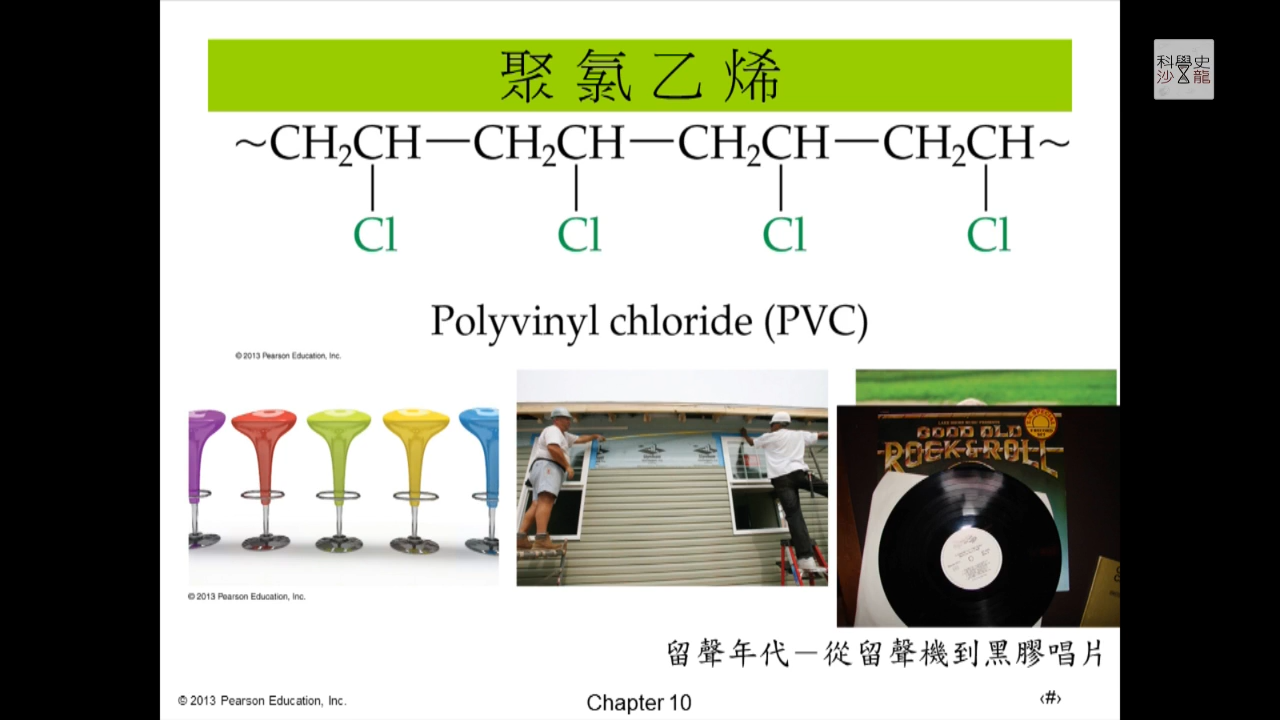 聚氯乙烯
科學史
沙龍
~CH₂CH—CH₂CH—CH₂CH—CH₂CH~
Cl Cl Cl Cl
Polyvinyl chloride (PVC)
© 2013 Pearson Education, Inc.
GOOD OLD
ROCK & ROLL
© 2013 Pearson Education, Inc.
留聲年代－從留聲機到黑膠唱片
© 2013 Pearson Education, Inc.
Chapter 10
‹#›